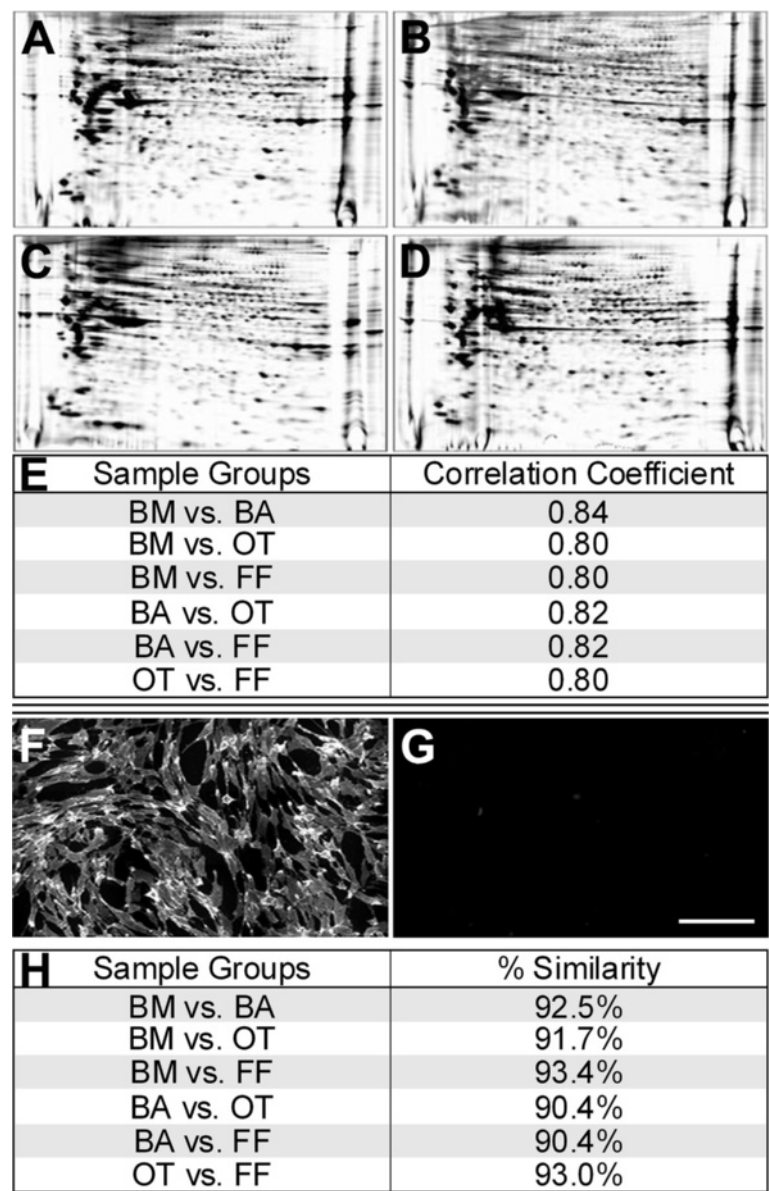 A B
C D
E Sample Groups Correlation Coefficient
BM vs. BA 0.84
BM vs. OT 0.80
BM vs. FF 0.80
BA vs. OT 0.82
BA vs. FF 0.82
OT vs. FF 0.80
F G
H Sample Groups % Similarity
BM vs. BA 92.5%
BM vs. OT 91.7%
BM vs. FF 93.4%
BA vs. OT 90.4%
BA vs. FF 90.4%
OT vs. FF 93.0%